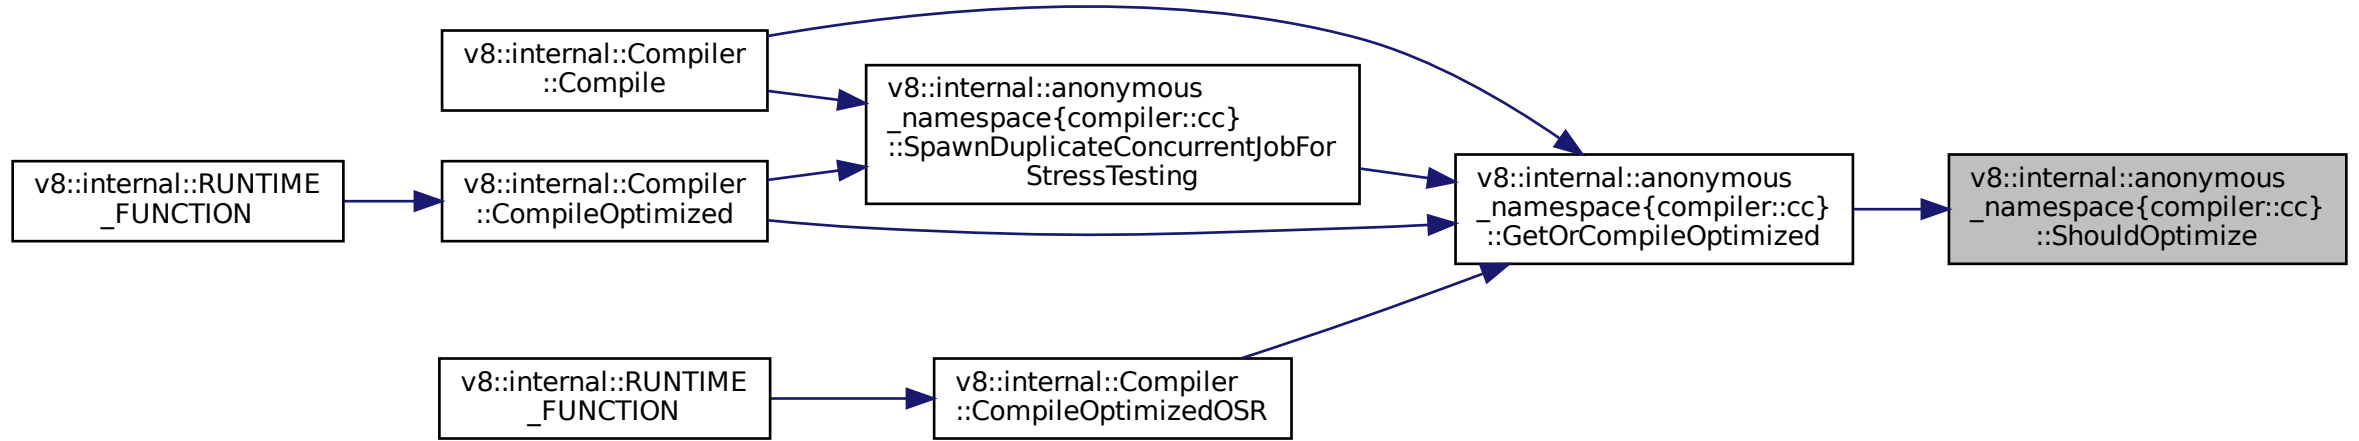 v8::internal::Compiler
::Compile
v8::internal::anonymous
_namespace{compiler::cc}
::SpawnDuplicateConcurrentJobFor
StressTesting
v8::internal::RUNTIME
_FUNCTION
v8::internal::Compiler
::CompileOptimized
v8::internal::anonymous
_namespace{compiler::cc}
::GetOrCompileOptimized
v8::internal::anonymous
_namespace{compiler::cc}
::ShouldOptimize
v8::internal::RUNTIME
_FUNCTION
v8::internal::Compiler
::CompileOptimizedOSR